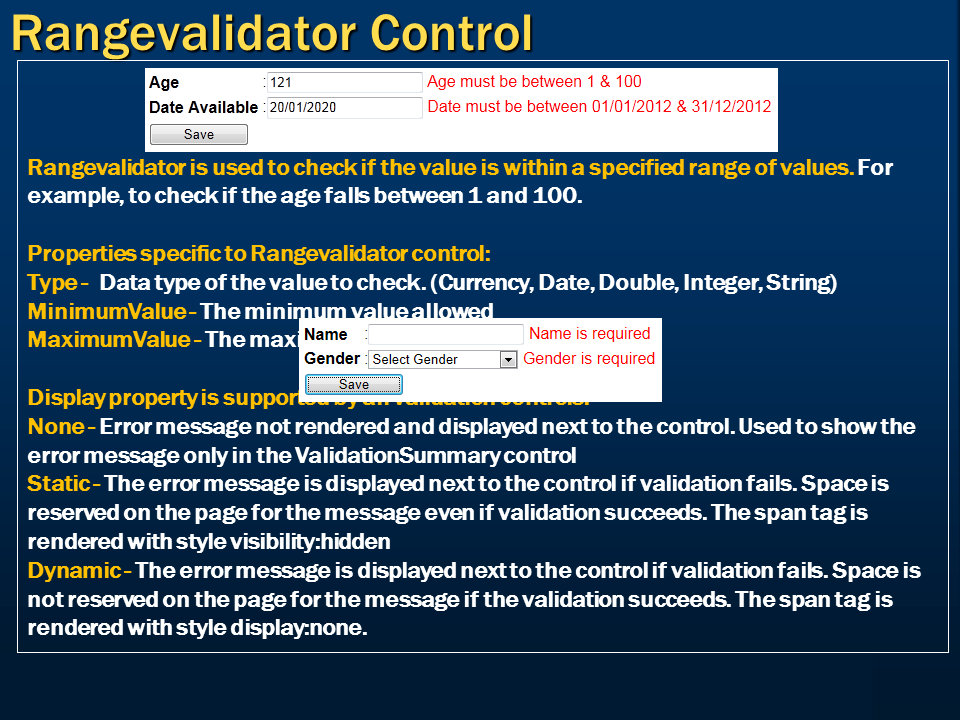 Rangevalidator Control
Age : 121 Age must be between 1 & 100
Date Available : 20/01/2020 Date must be between 01/01/2012 & 31/12/2012
Save
Rangevalidator is used to check if the value is within a specified range of values. For
example, to check if the age falls between 1 and 100.
Properties specific to Rangevalidator control:
Type - Data type of the value to check. (Currency, Date, Double, Integer, String)
MinimumValue - The minimum value allowed
MaximumValue - The
Name :
Name is required
Gender : Select Gender Gender is required
Save
Display property is supported by all validation controls.
None - Error message not rendered and displayed next to the control. Used to show the
error message only in the ValidationSummary control
Static - The error message is displayed next to the control if validation fails. Space is
reserved on the page for the message even if validation succeeds. The span tag is
rendered with style visibility:hidden
Dynamic - The error message is displayed next to the control if validation fails. Space is
not reserved on the page for the message if the validation succeeds. The span tag is
rendered with style display:none.